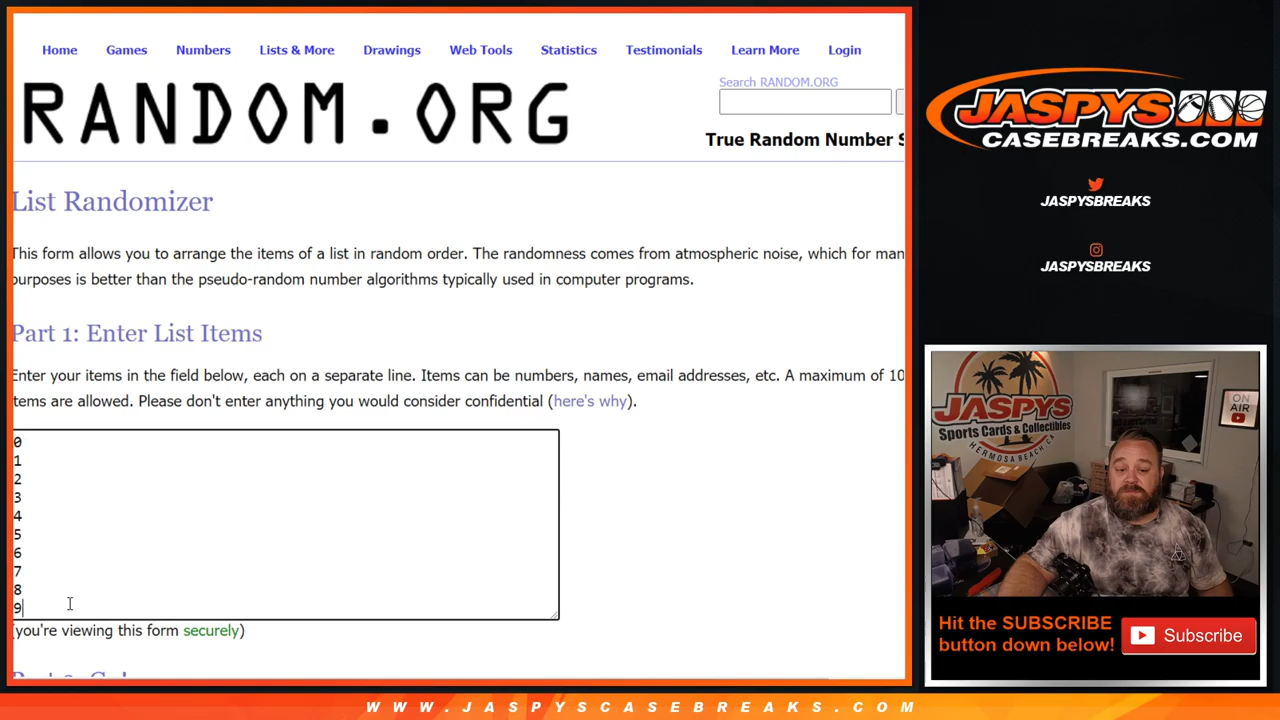 Home Games Numbers Lists & More Drawings Web Tools Statistics Testimonials Learn More Login
RANDOM.ORG
Search RANDOM.ORG
True Random Number S
List Randomizer
This form allows you to arrange the items of a list in random order. The randomness comes from atmospheric noise, which for man
purposes is better than the pseudo-random number algorithms typically used in computer programs.
Part 1: Enter List Items
Enter your items in the field below, each on a separate line. Items can be numbers, names, email addresses, etc. A maximum of 10
items are allowed. Please don't enter anything you would consider confidential (here's why).
0
1
2
3
4
5
6
7
8
9
(you're viewing this form securely)
JASPYS
CASEBREAKS.COM
JASPYSBREAKS
JASPYSBREAKS
JASPYS
Sports Cards & Collectibles
HERMOSA BEACH, CA
ON
AIR
Hit the SUBSCRIBE
button down below!
Subscribe
WWW.JASPYSCASEBREAKS.COM